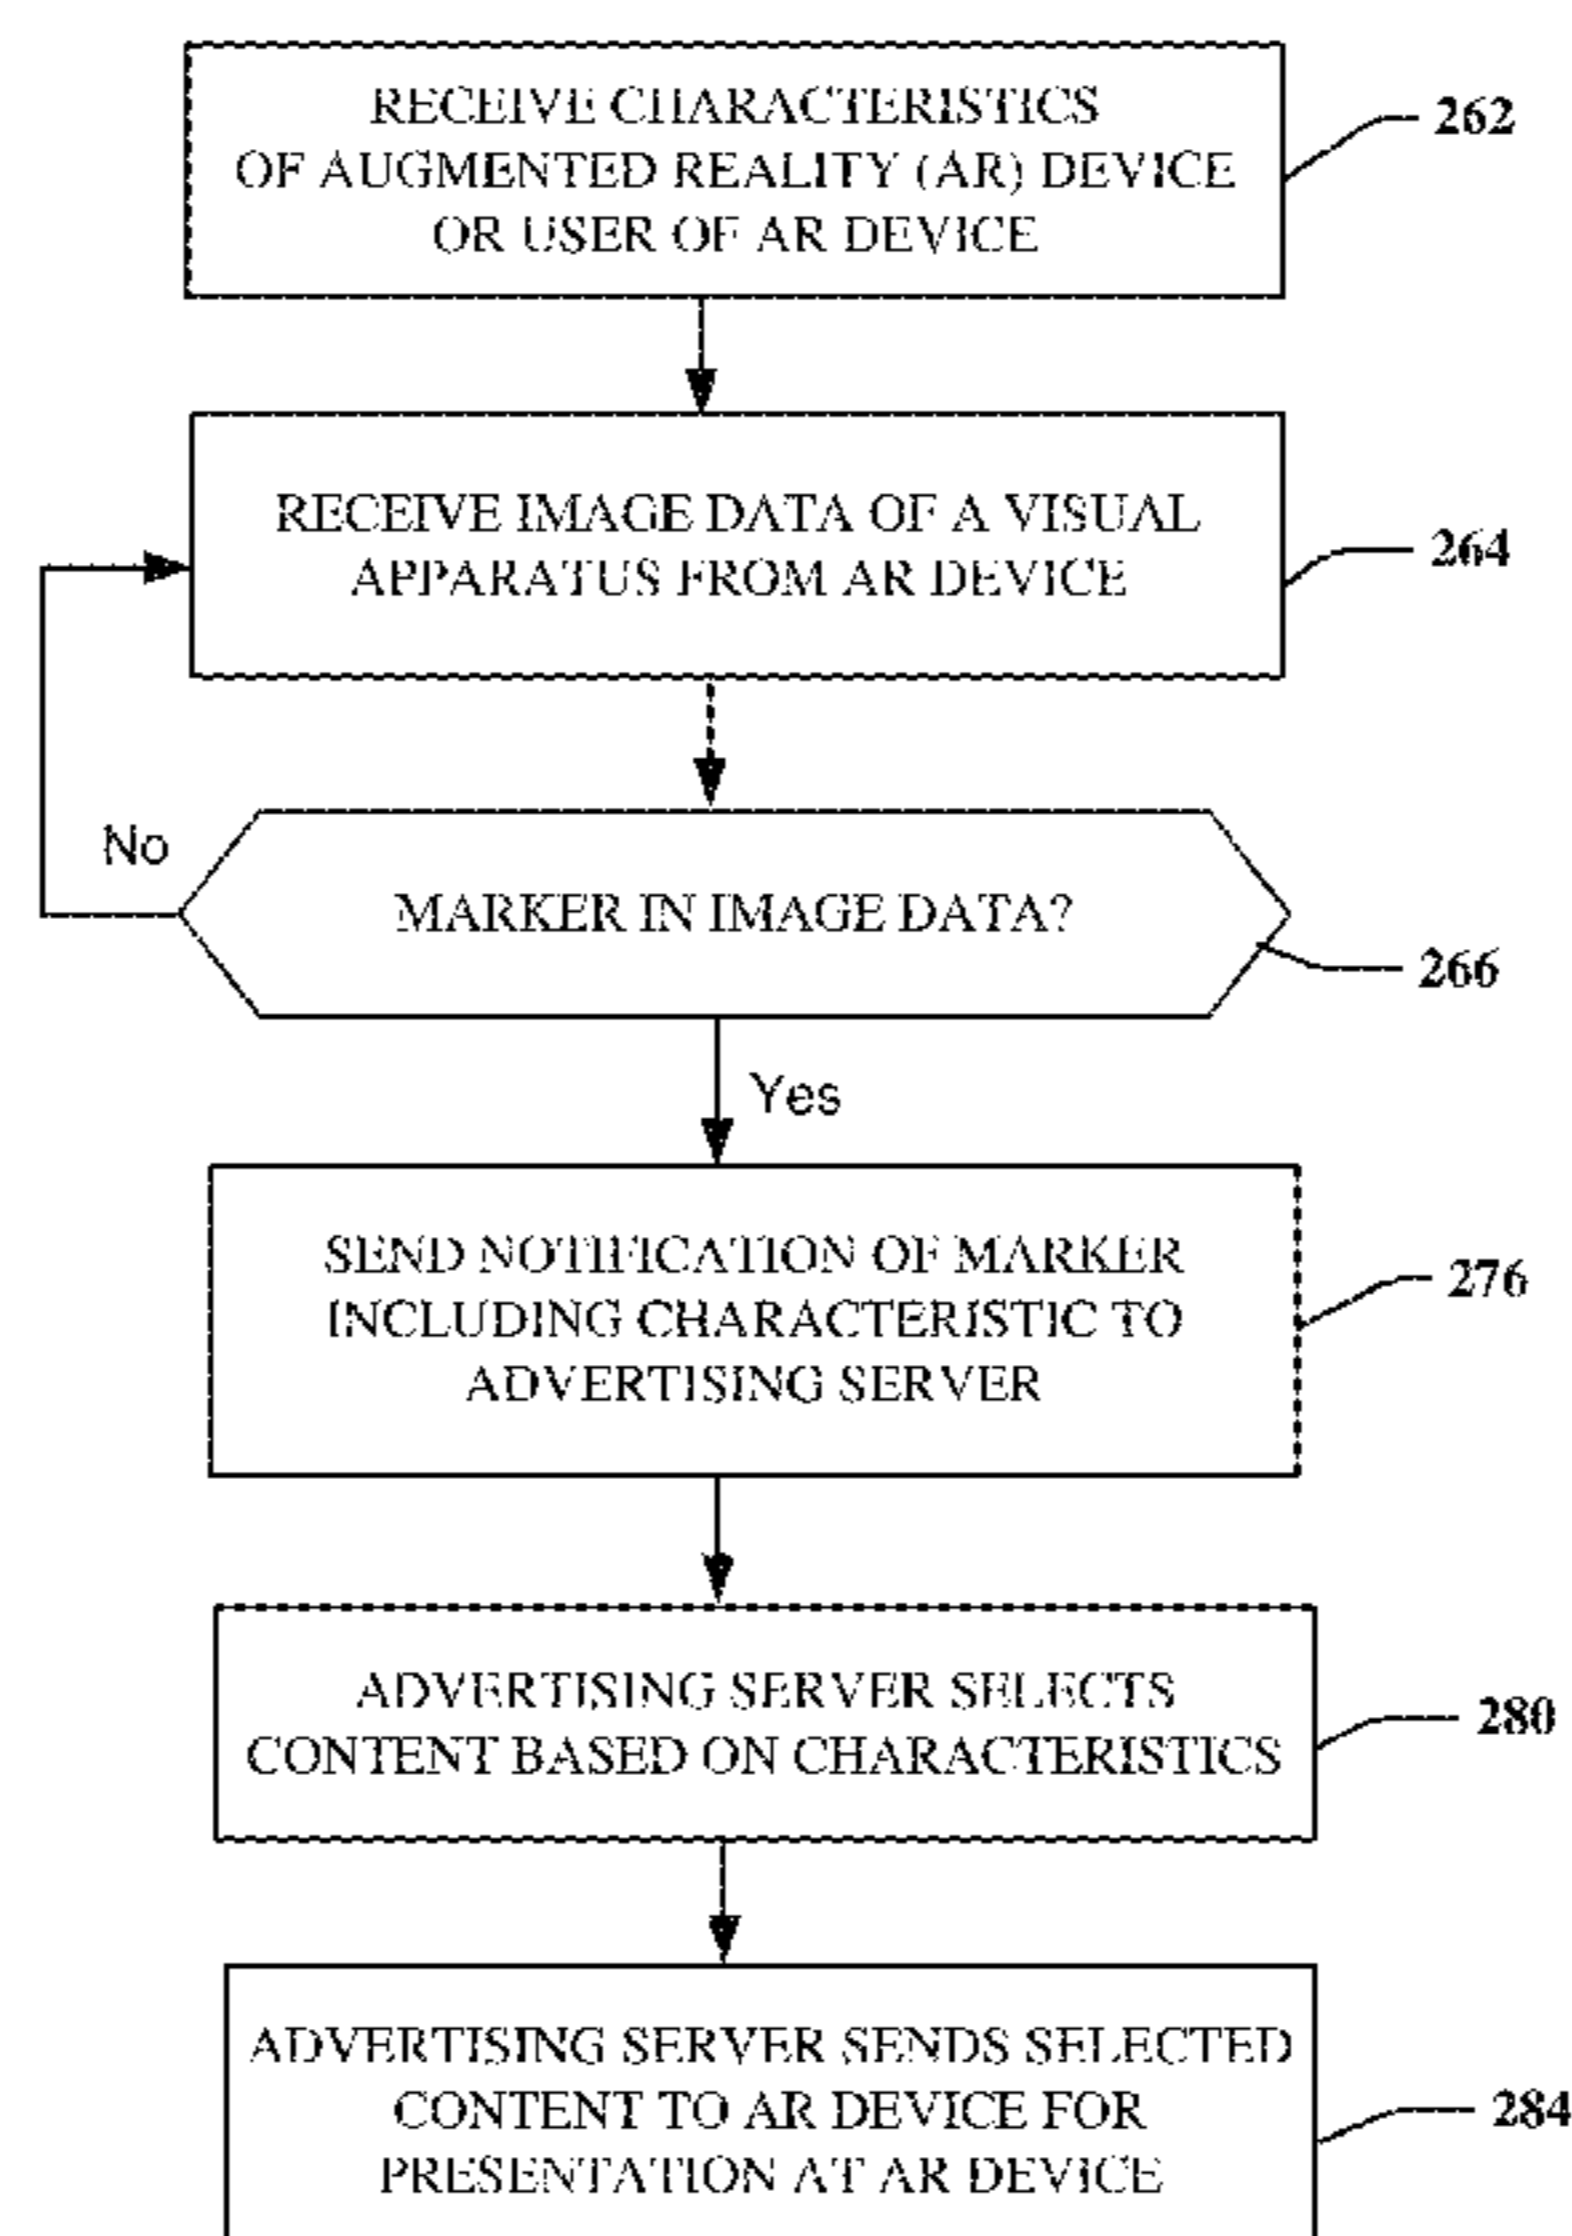 RECEIVE CHARACTERISTICS
OF AUGMENTED REALITY (AR) DEVICE
OR USER OF AR DEVICE
262
RECEIVE IMAGE DATA OF A VISUAL
APPARATUS FROM AR DEVICE
264
No
MARKER IN IMAGE DATA?
266
Yes
SEND NOTIFICATION OF MARKER
INCLUDING CHARACTERISTIC TO
ADVERTISING SERVER
276
ADVERTISING SERVER SELECTS
CONTENT BASED ON CHARACTERISTICS
280
ADVERTISING SERVER SENDS SELECTED
CONTENT TO AR DEVICE FOR
PRESENTATION AT AR DEVICE
284